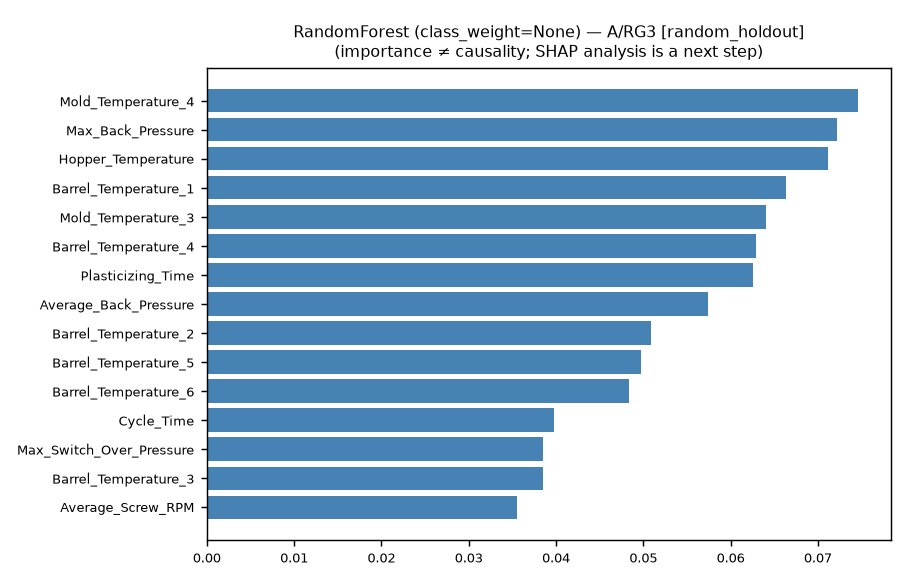 RandomForest (class_weight=None) — A/RG3 [random_holdout]
(importance ≠ causality; SHAP analysis is a next step)
Mold_Temperature_4
Max_Back_Pressure
Hopper_Temperature
Barrel_Temperature_1
Mold_Temperature_3
Barrel_Temperature_4
Plasticizing_Time
Average_Back_Pressure
Barrel_Temperature_2
Barrel_Temperature_5
Barrel_Temperature_6
Cycle_Time
Max_Switch_Over_Pressure
Barrel_Temperature_3
Average_Screw_RPM
0.00 0.01 0.02 0.03 0.04 0.05 0.06 0.07